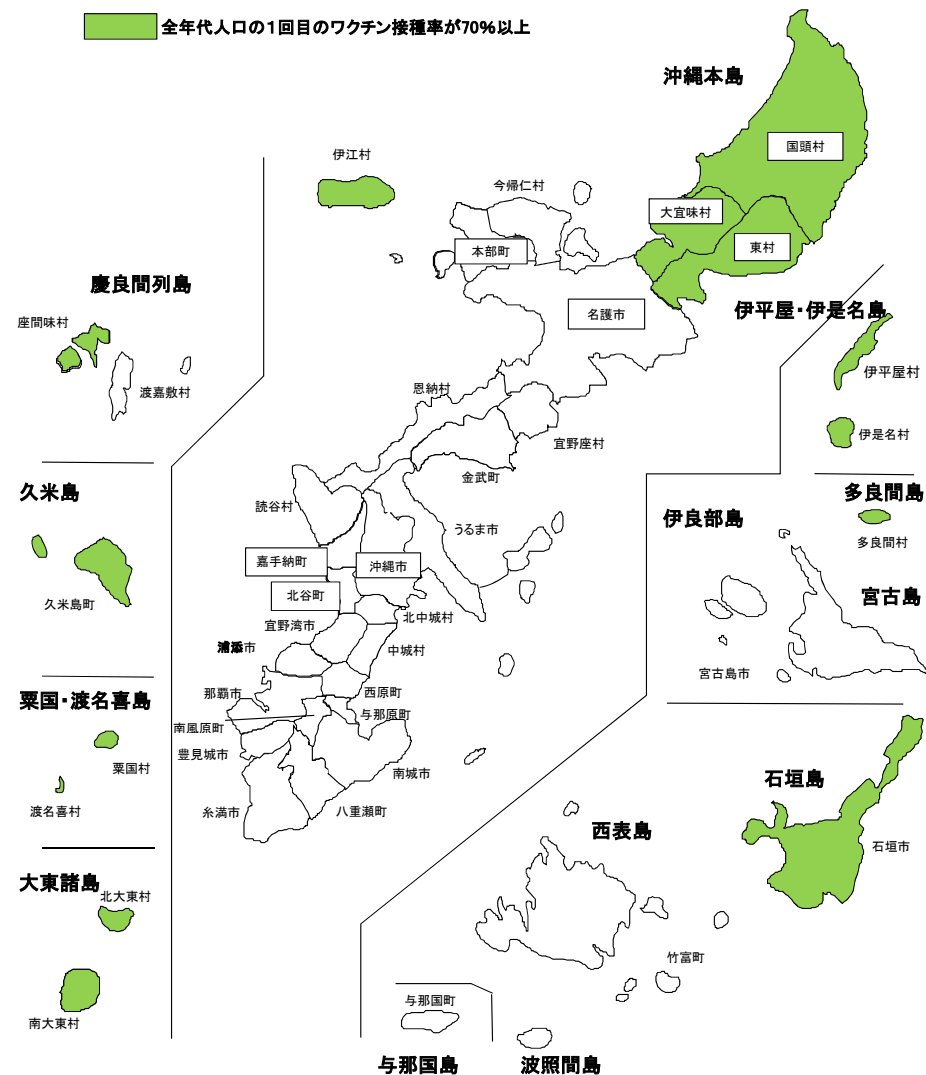 全年代人口の1回目のワクチン接種率が70%以上
沖縄本島
国頭村
伊江村
今帰仁村
大宜味村
東村
本部町
慶良間列島
座間味村
渡嘉敷村
名護市
伊平屋・伊是名島
伊平屋村
伊是名村
恩納村
宜野座村
金武町
久米島
久米島町
読谷村
うるま市
多良間島
多良間村
伊良部島
宮古島
宮古島市
嘉手納町
沖縄市
北谷町
北中城村
宜野湾市
中城村
浦添市
那覇市
西原町
与那原町
南風原町
豊見城市
南城市
糸満市
八重瀬町
粟国・渡名喜島
粟国村
渡名喜村
石垣島
石垣市
西表島
竹富町
大東諸島
北大東村
南大東村
与那国町
与那国島
波照間島